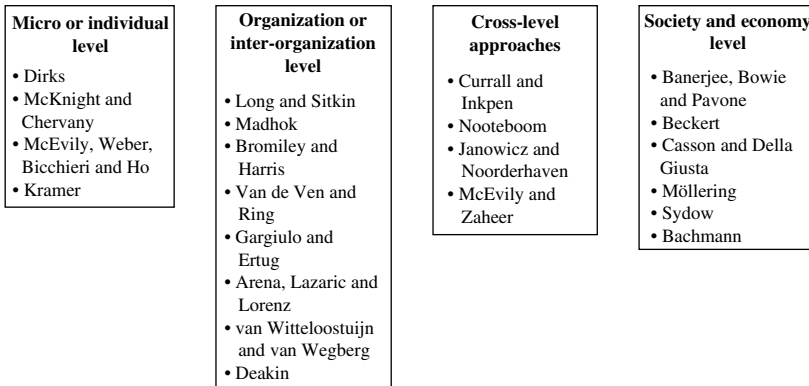 Micro or individual
level
• Dirks
• McKnight and
Chervany
• McEvily, Weber,
Bicchieri and Ho
• Kramer
Organization or
inter-organization
level
• Long and Sitkin
• Madhok
• Bromiley and
Harris
• Van de Ven and
Ring
• Gargiulo and
Ertug
• Arena, Lazaric and
Lorenz
• van Witteloostuijn
and van Wegberg
• Deakin
Cross-level
approaches
• Currall and
Inkpen
• Nooteboom
• Janowicz and
Noorderhaven
• McEvily and
Zaheer
Society and economy
level
• Banerjee, Bowie
and Pavone
• Beckert
• Casson and Della
Giusta
• Möllering
• Sydow
• Bachmann